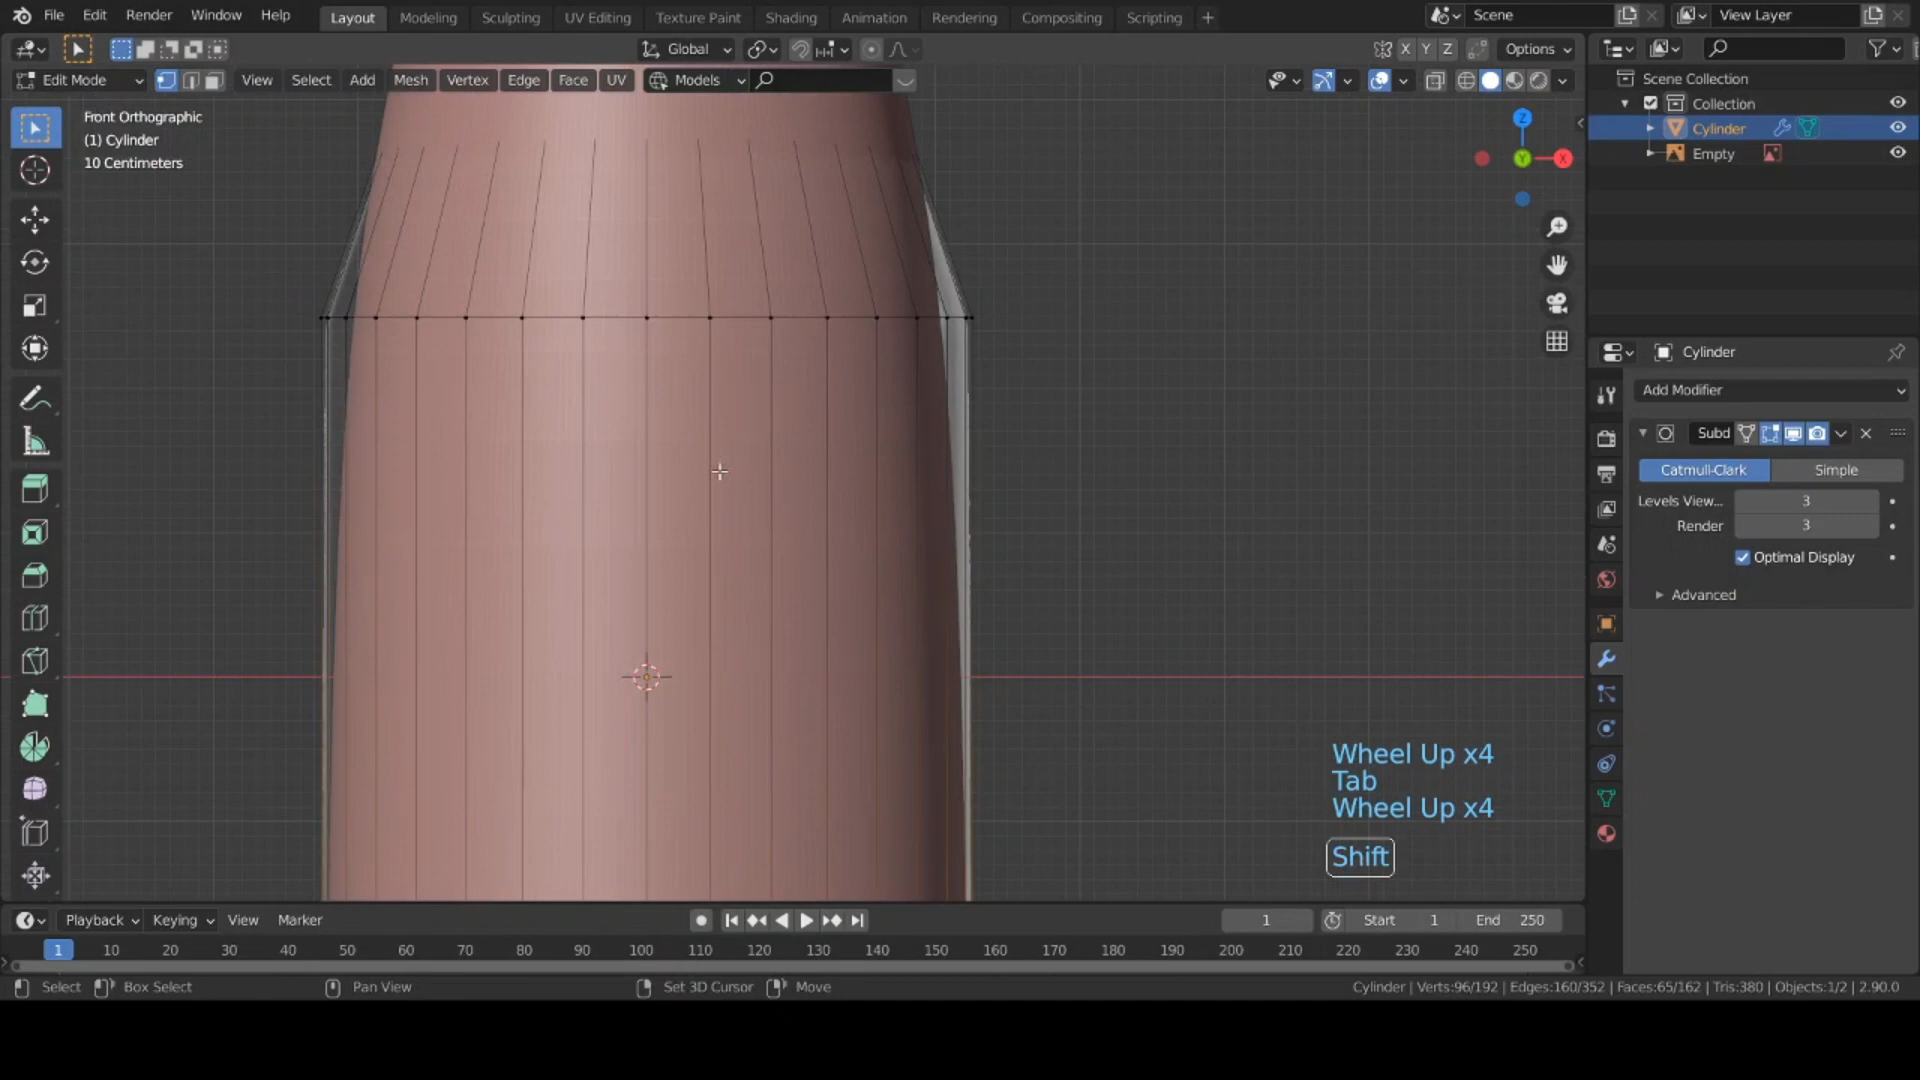 File Edit Render Window Help Layout Modeling Sculpting UV Editing Texture Paint Shading Animation Rendering Compositing Scripting + Scene View Layer
Global X Y Z Options
Edit Mode View Select Add Mesh Vertex Edge Face UV Models
Front Orthographic
(1) Cylinder
10 Centimeters
Z
Y
X
Scene Collection
Collection
Cylinder
Empty
Cylinder
Add Modifier
Subd
Catmull-Clark Simple
Levels View... 3
Render 3
Optimal Display
Advanced
Wheel Up x4
Tab
Wheel Up x4
Shift
Playback Keying View Marker 1 Start 1 End 250
1 10 20 30 40 50 60 70 80 90 100 110 120 130 140 150 160 170 180 190 200 210 220 230 240 250
Select Box Select Pan View Set 3D Cursor Move Cylinder | Verts:96/192 | Edges:160/352 | Faces:65/162 | Tris:380 | Objects:1/2 | 2.90.0